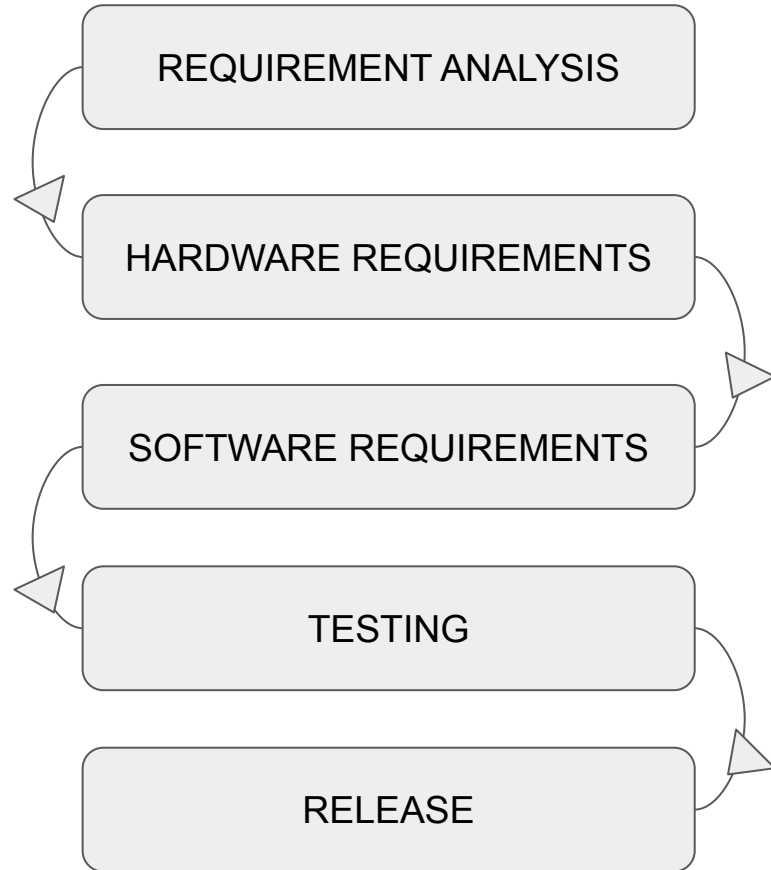 REQUIREMENT ANALYSIS
HARDWARE REQUIREMENTS
SOFTWARE REQUIREMENTS
TESTING
RELEASE